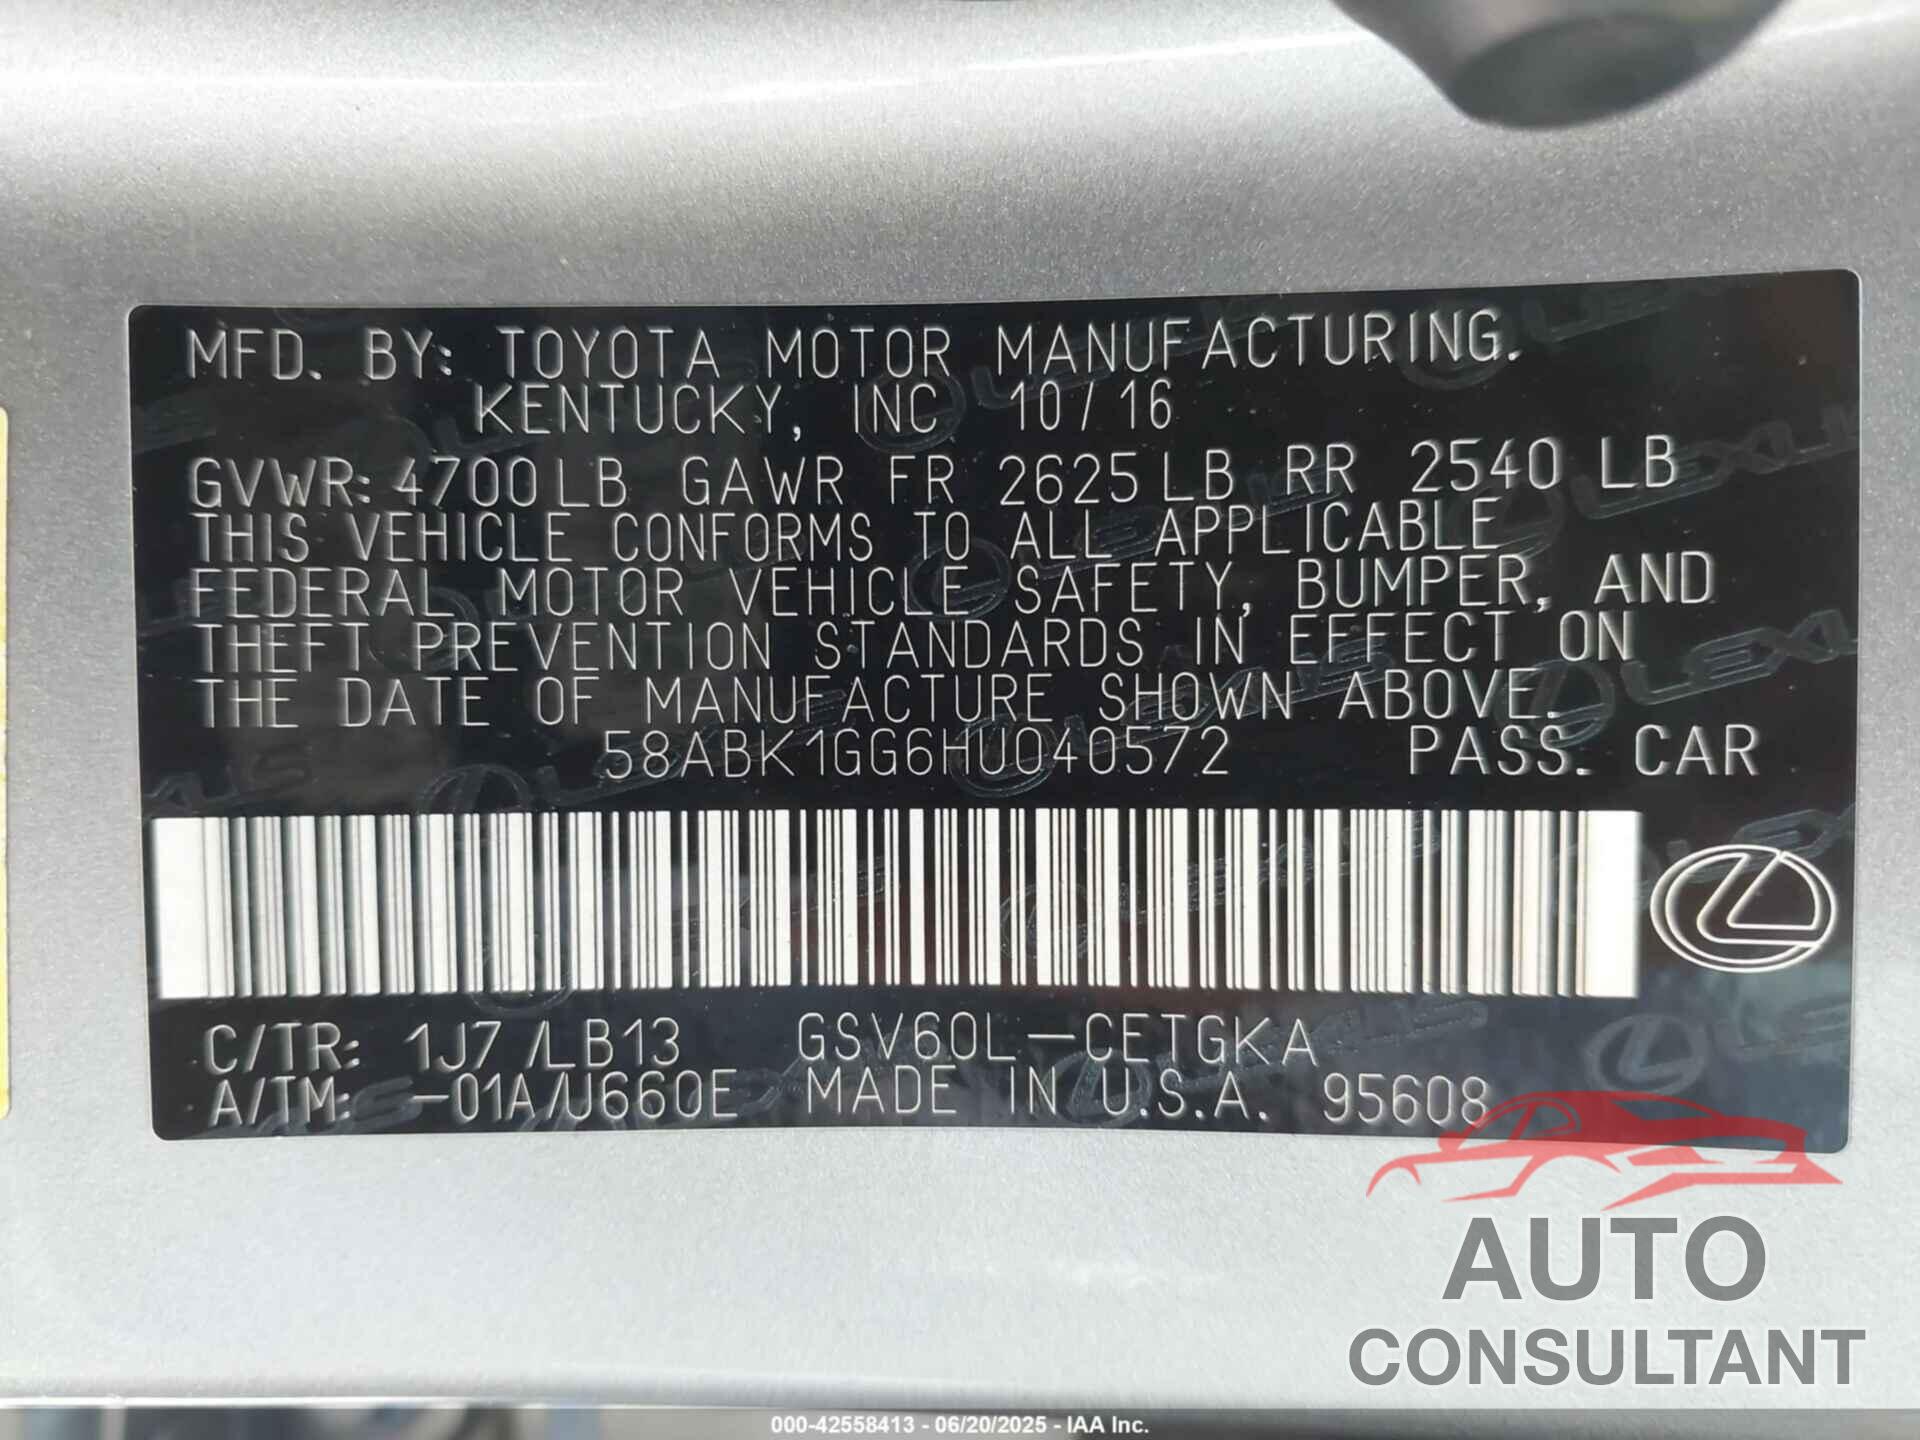 MFD. BY: TOYOTA MOTOR MANUFACTURING.
KENTUCKY, INC 10/16
GVWR: 4700LB GAWR FR 2625LB RR 2540 LB
THIS VEHICLE CONFORMS TO ALL APPLICABLE
FEDERAL MOTOR VEHICLE SAFETY, BUMPER, AND
THEFT PREVENTION STANDARDS IN EFFECT ON
THE DATE OF MANUFACTURE SHOWN ABOVE.
58ABK1GG6HU040572 PASS. CAR
C/TR: 1J7 /LB13 GSV60L-CETGKA
A/TM: -01A/U660E MADE IN U.S.A. 95608
AUTO
CONSULTANT
000-42558413 - 06/20/2025 - IAA Inc.